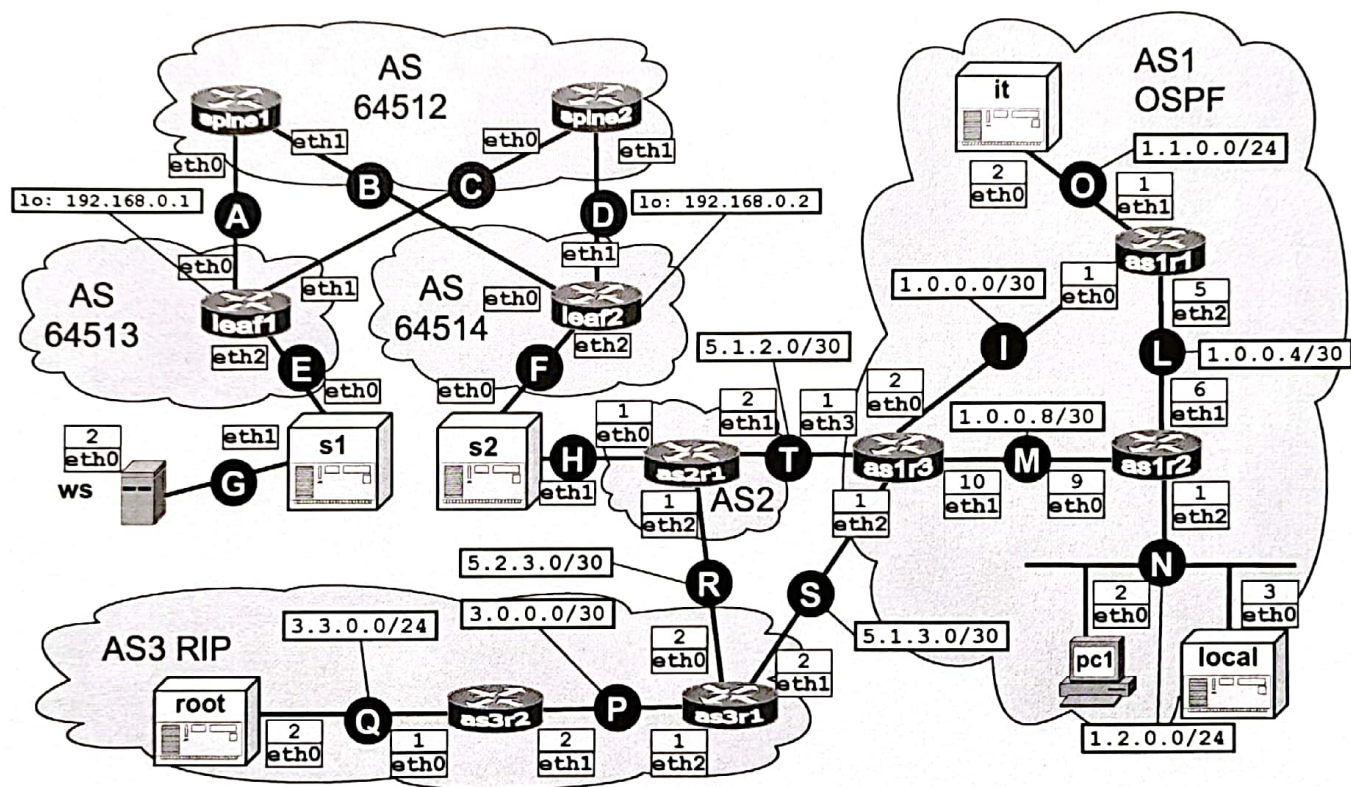 AS
64512
AS1
OSPF
it
spine1
spine2
eth0
eth1
eth0
eth1
1.1.0.0/24
2
eth0
O
1
eth1
lo: 192.168.0.1
A
B
C
D
lo: 192.168.0.2
as1r1
eth0
eth1
eth0
eth1
1.0.0.0/30
1
eth0
5
eth2
AS
64513
leaf1
AS
64514
leaf2
I
L
1.0.0.4/30
eth2
E
eth0
eth0
F
eth2
5.1.2.0/30
2
eth0
6
eth1
1.0.0.8/30
2
eth0
ws
G
eth1
s1
s2
eth1
H
1
eth0
as2r1
AS2
2
eth1
T
1
eth3
as1r3
10
eth1
M
9
eth0
as1r2
1
eth2
1
eth2
1
eth2
5.2.3.0/30
R
S
5.1.3.0/30
N
2
eth0
pc1
3
eth0
local
1.2.0.0/24
AS3 RIP
3.3.0.0/24
3.0.0.0/30
root
2
eth0
Q
1
eth0
as3r2
2
eth1
P
1
eth2
as3r1
2
eth0
2
eth1